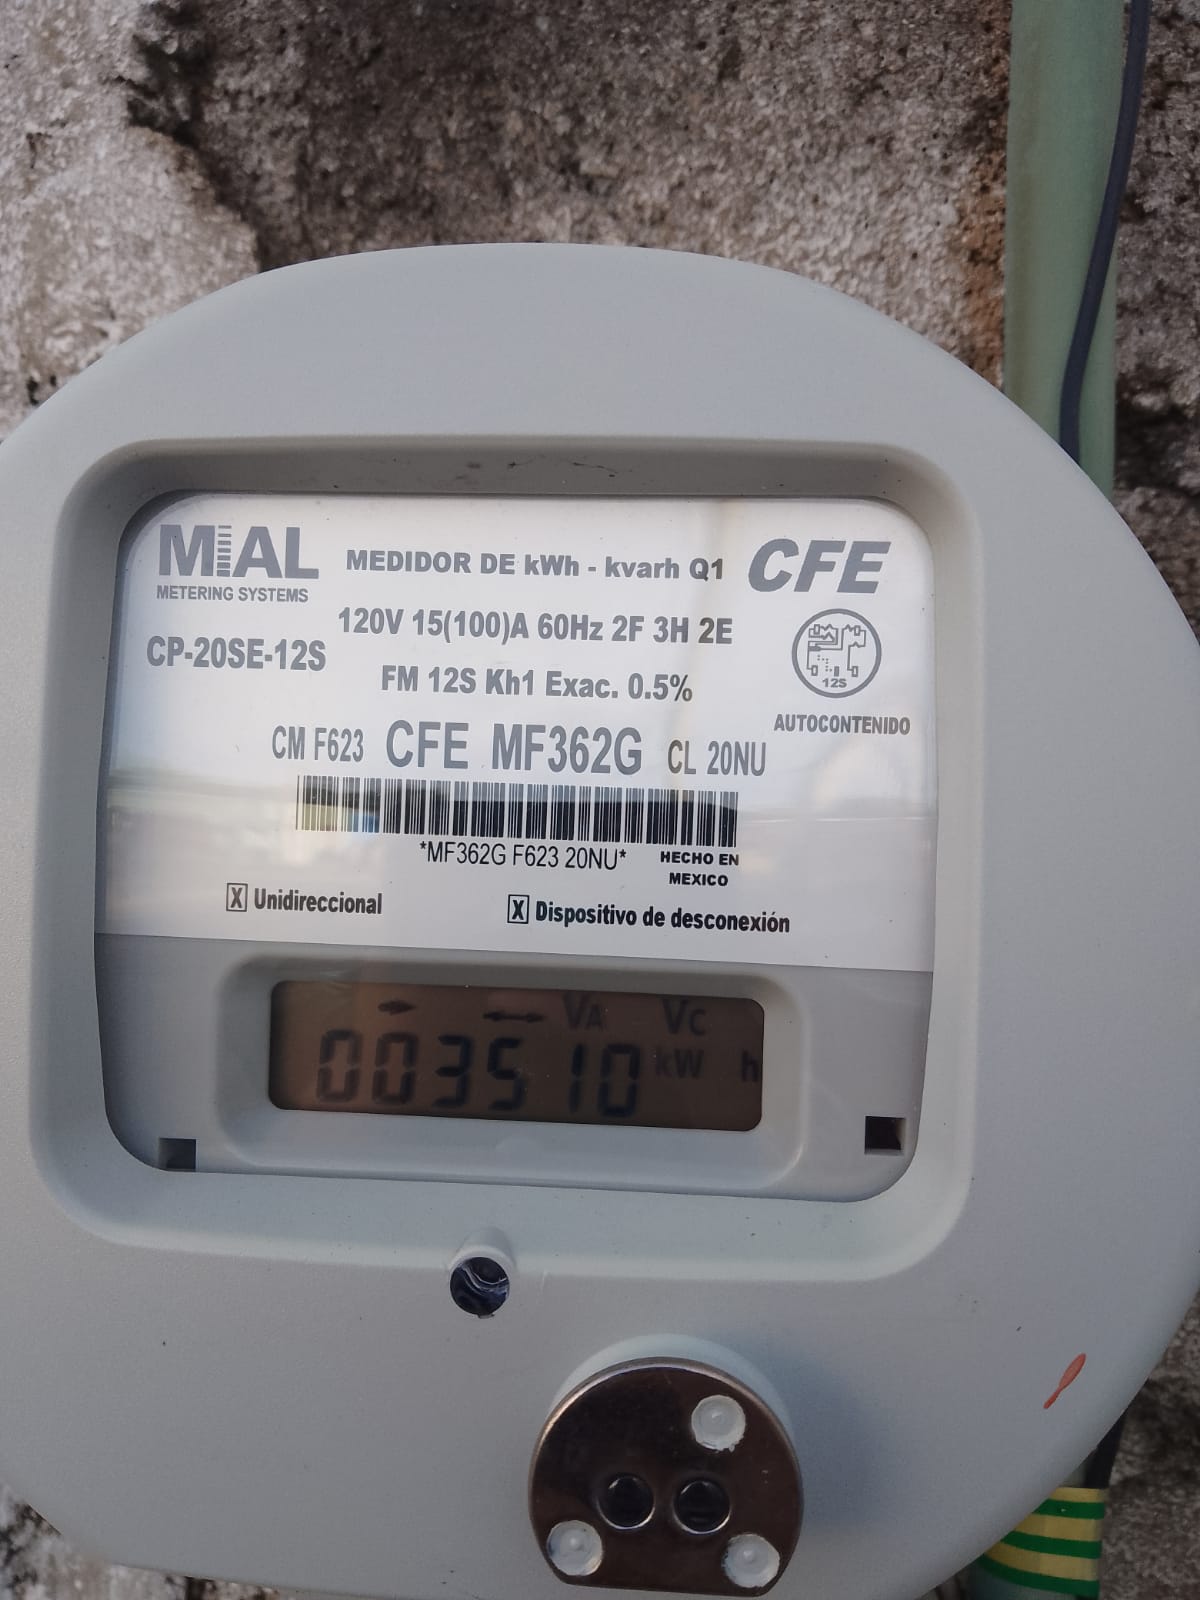 MIAL
METERING SYSTEMS
MEDIDOR DE kWh - kvarh Q1
CFE
120V 15(100)A 60Hz 2F 3H 2E
CP-20SE-12S
FM 12S Kh1 Exac. 0.5%
12S
AUTOCONTENIDO
CM F623 CFE MF362G CL 20NU
*MF362G F623 20NU*
HECHO EN
MEXICO
X Unidireccional
X Dispositivo de desconexión
VA VC
003510 kW h